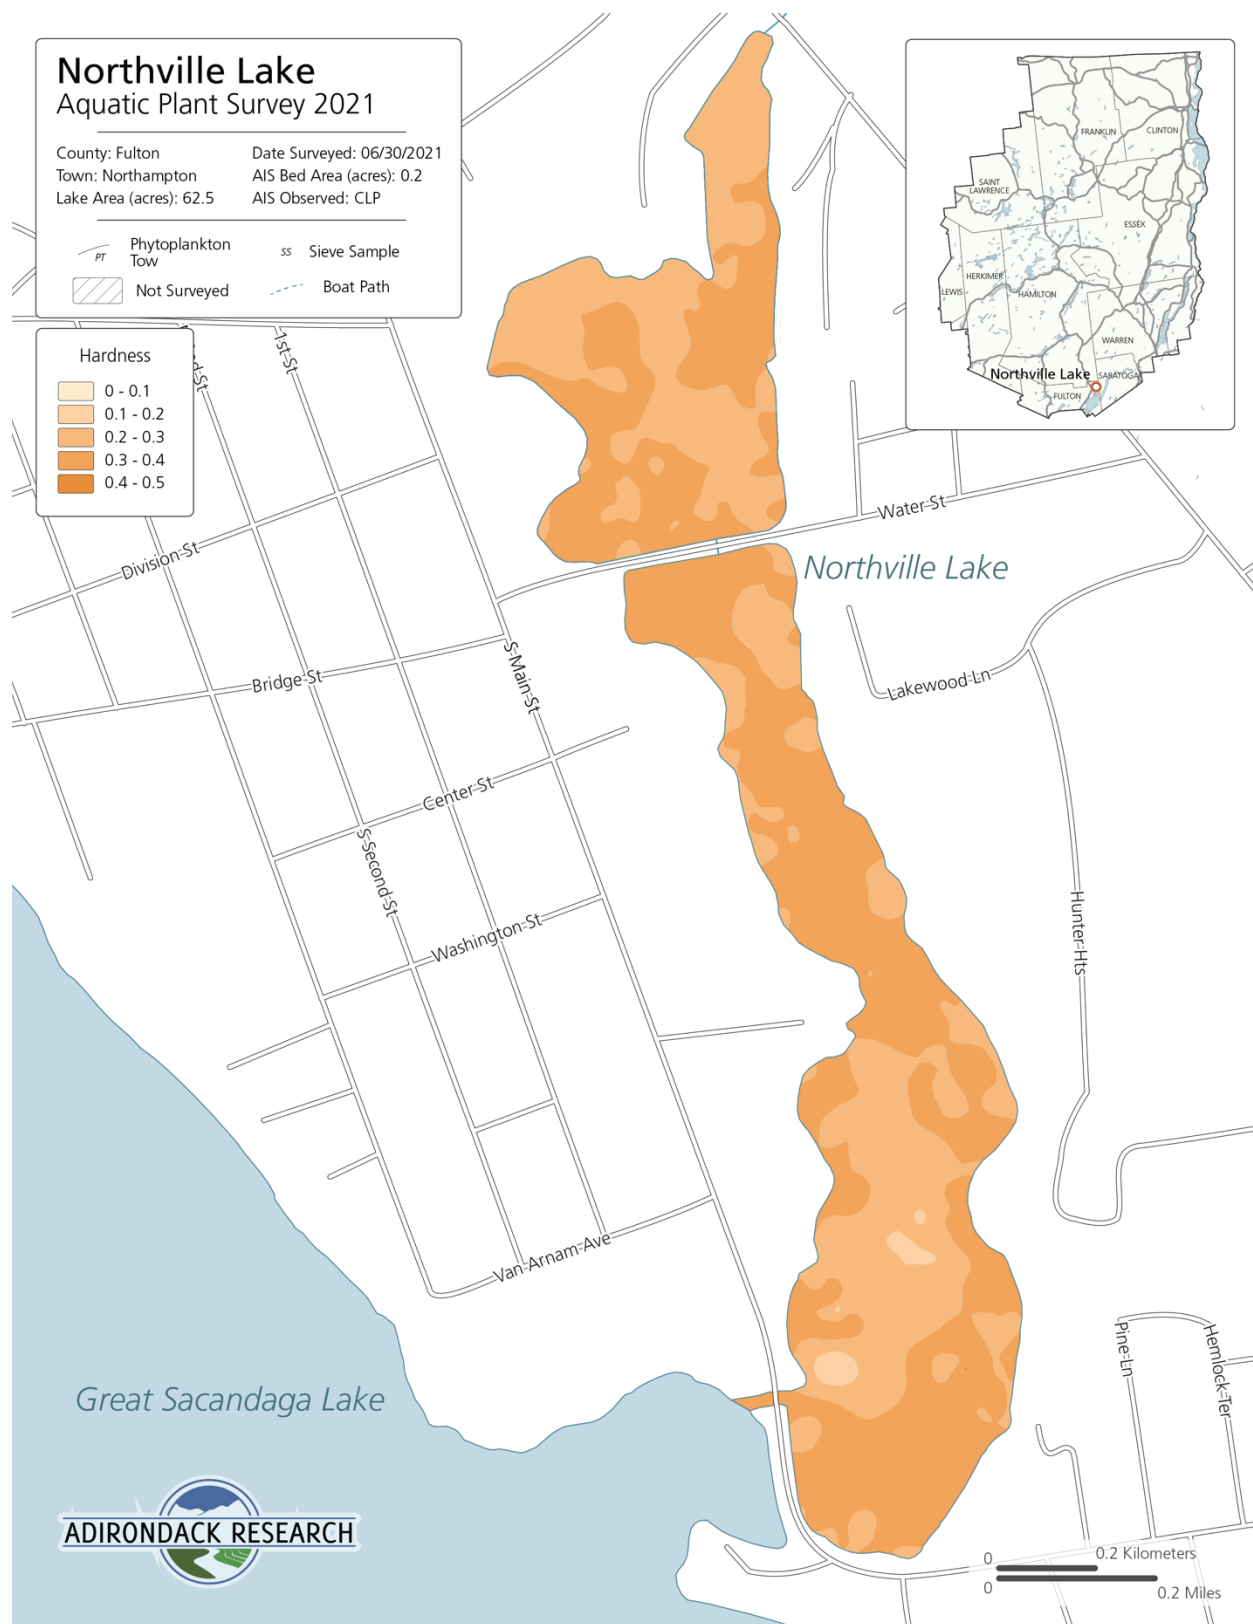 Northville Lake
Aquatic Plant Survey 2021
County: Fulton
Date Surveyed: 06/30/2021
Town: Northampton
AIS Bed Area (acres): 0.2
Lake Area (acres): 62.5
AIS Observed: CLP
PT
Phytoplankton
Tow
SS
Sieve Sample
Not Surveyed
Boat Path
Hardness
0 - 0.1
0.1 - 0.2
0.2 - 0.3
0.3 - 0.4
0.4 - 0.5
FRANKLIN
CLINTON
SAINT
LAWRENCE
ESSEX
HERKIMER
LEWIS
HAMILTON
WARREN
Northville Lake
SARATOGA
FULTON
1st St
Water St
Division St
Northville Lake
S Main St
Bridge St
Lakewood Ln
Center St
S Second St
Washington St
Hunter Hts
Van Arnam Ave
Pine Ln
Hemlock Ter
Great Sacandaga Lake
ADIRONDACK RESEARCH
0
0.2 Kilometers
0
0.2 Miles